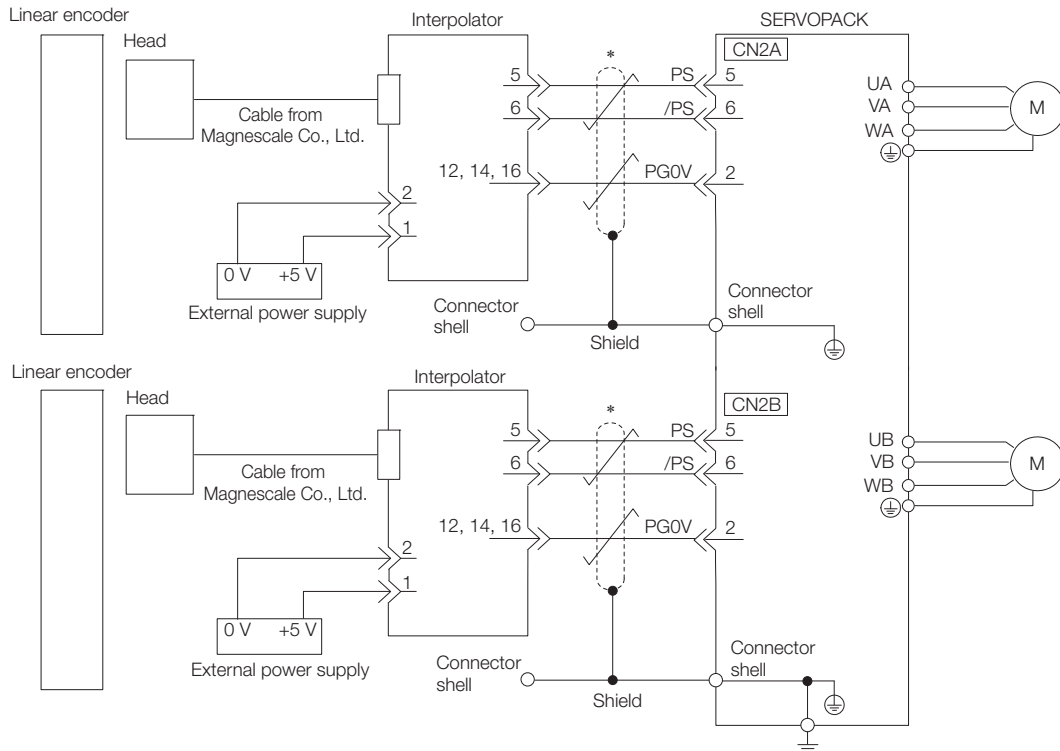 Linear encoder
Head
Interpolator
SERVOPACK
*
CN2A
5
PS
5
6
/PS
6
Cable from
Magnescale Co., Ltd.
12, 14, 16
PG0V
2
2
1
0 V
+5 V
External power supply
Connector
shell
Shield
Connector
shell
UA
VA
WA
M
Linear encoder
Head
Interpolator
*
CN2B
5
PS
5
6
/PS
6
Cable from
Magnescale Co., Ltd.
12, 14, 16
PG0V
2
2
1
0 V
+5 V
External power supply
Connector
shell
Shield
Connector
shell
UB
VB
WB
M